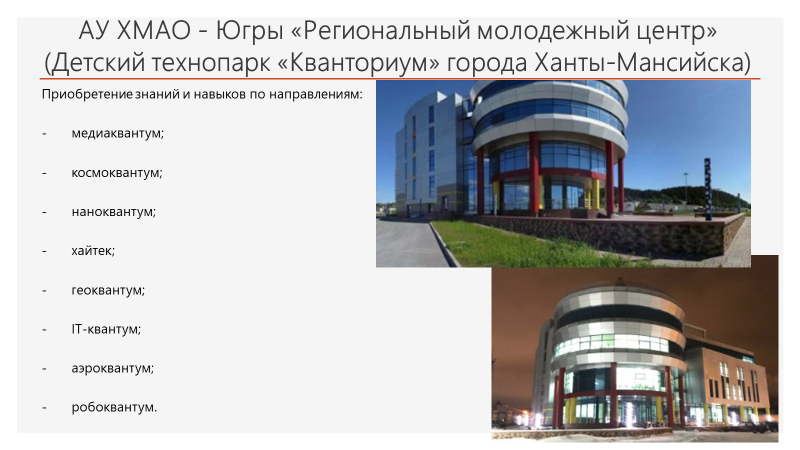 АУ ХМАО - Югры «Региональный молодежный центр»
(Детский технопарк «Кванториум» города Ханты-Мансийска)
Приобретение знаний и навыков по направлениям:
- медиаквантум;
- космоквантум;
- наноквантум;
- хайтек;
- геоквантум;
- IT-квантум;
- аэроквантум;
- робоквантум.